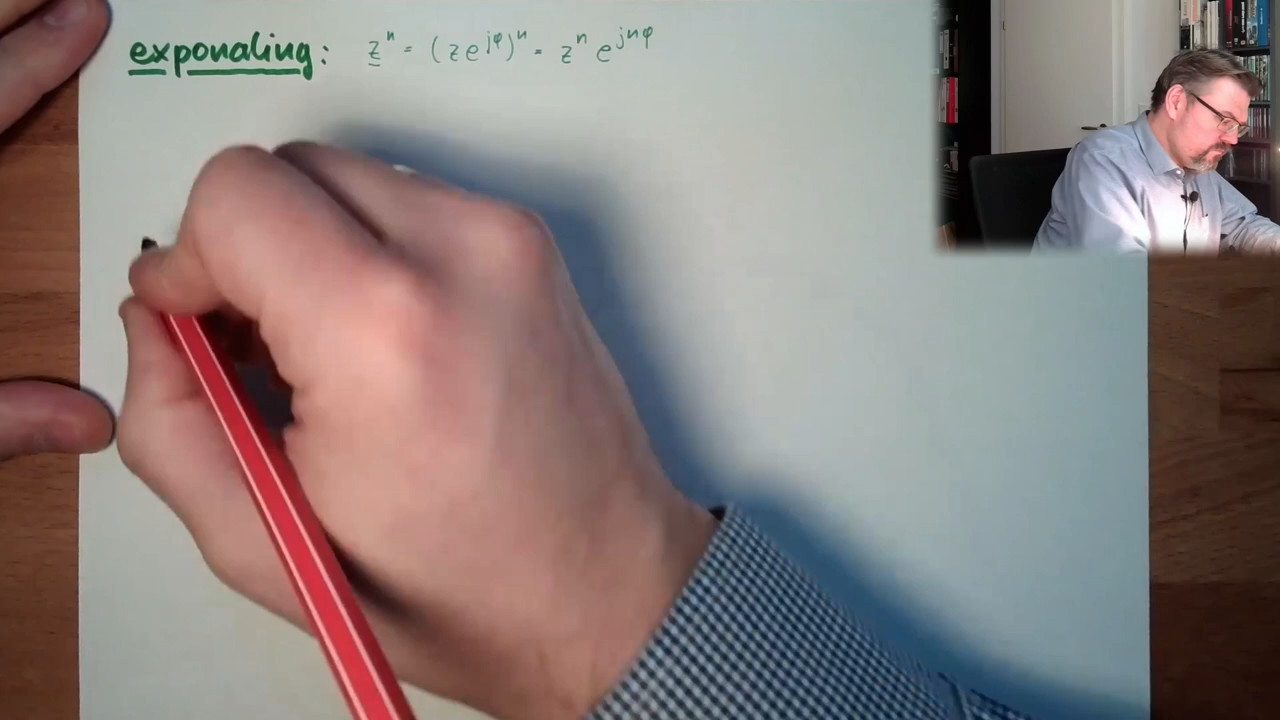 exponaling: z̲ⁿ = (z e^{jφ})ⁿ = zⁿ e^{jnφ}